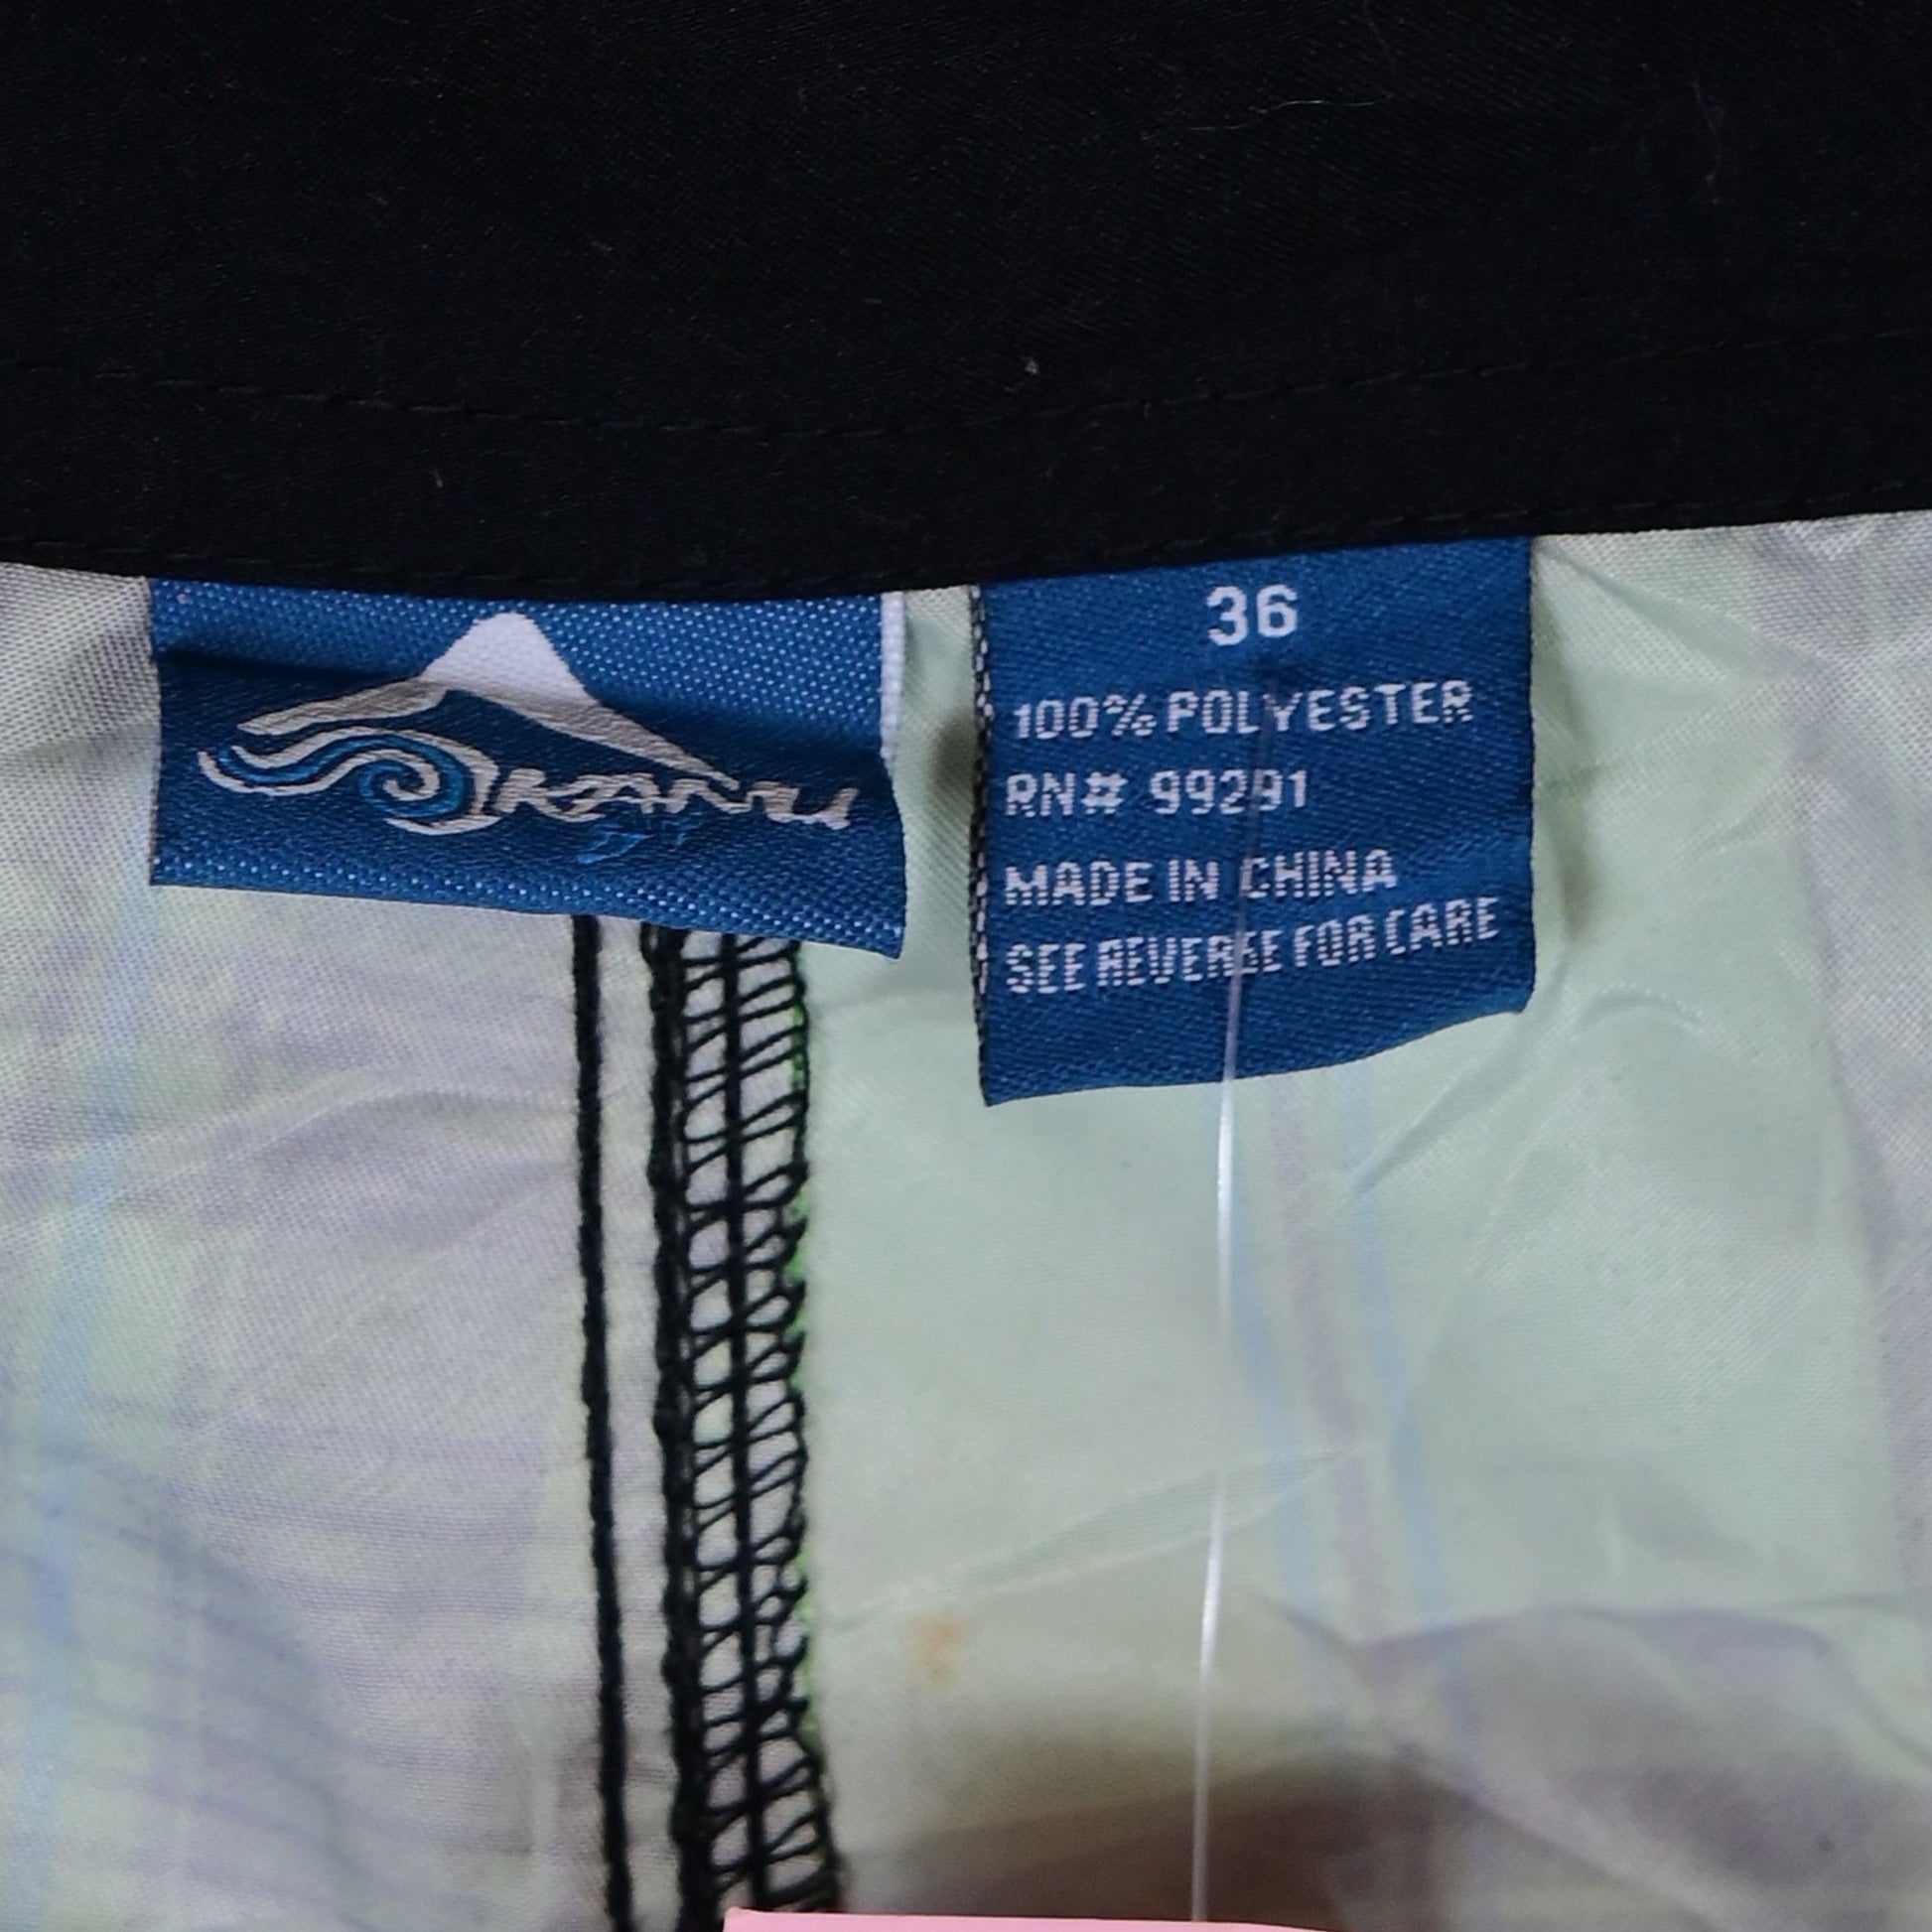 KANU
36
100% POLYESTER
RN# 99291
MADE IN CHINA
SEE REVERSE FOR CARE